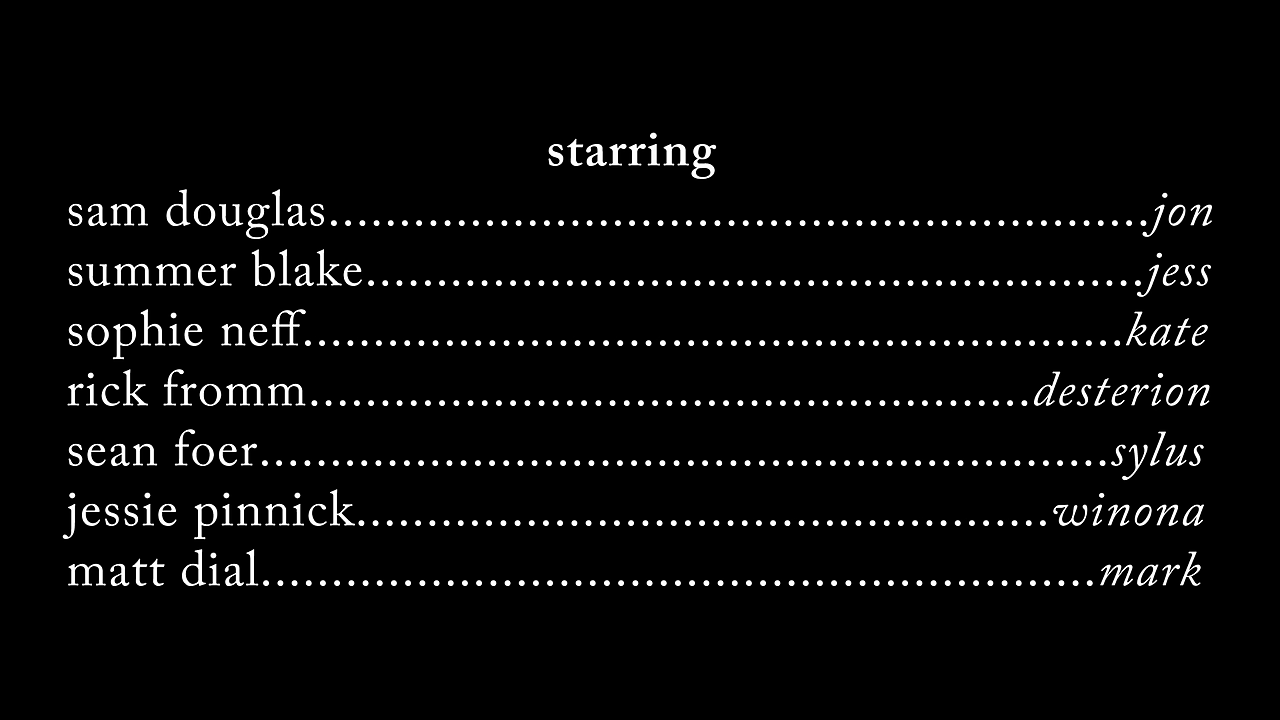 starring
sam douglas..........................................................jon
summer blake.......................................................jess
sophie neff..........................................................kate
rick fromm...................................................desterion
sean foer............................................................sylus
jessie pinnick.................................................winona
matt dial...........................................................mark